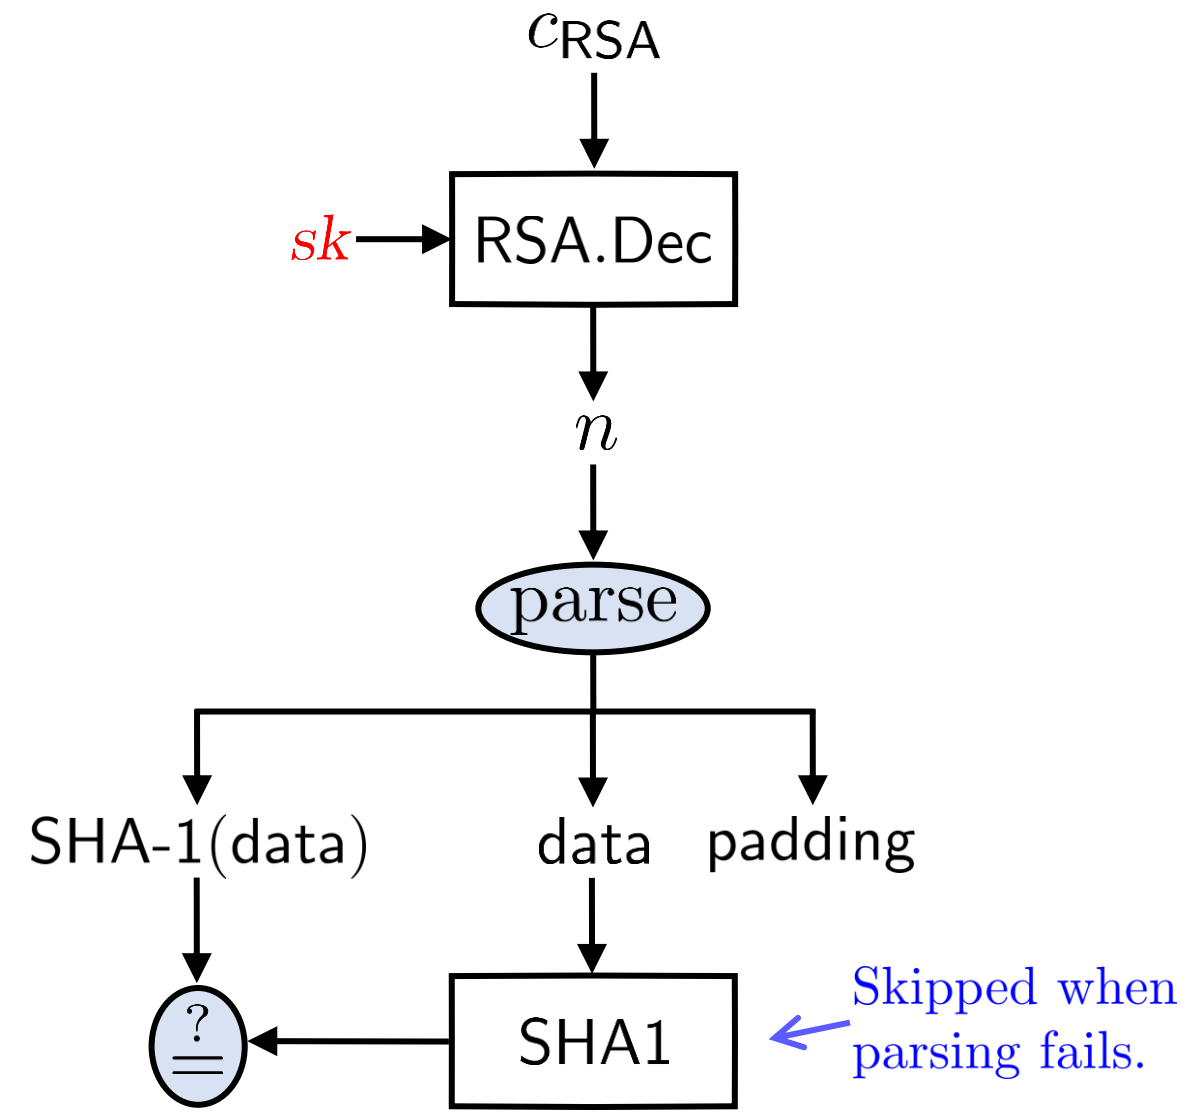 c_RSA
sk
RSA.Dec
n
parse
SHA-1(data)
data
padding
?
=
SHA1
Skipped when
parsing fails.